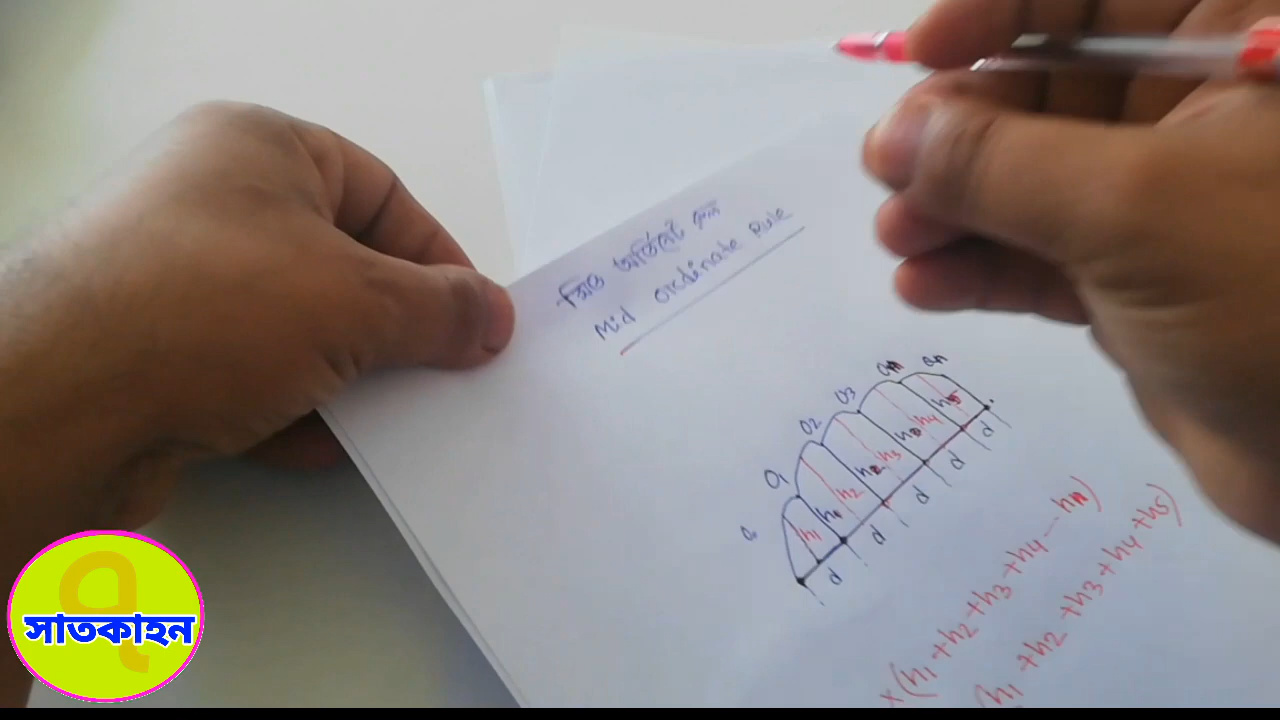 মিড অর্ডিনেট রুল
Mid ordinate Rule
O1 O2 O3 On
h1 h2 h3 h4 h5
d d d d d
x (h1 + h2 + h3 + h4 --- hn)
(h1 + h2 + h3 + h4 + h5)
সাতকাহন